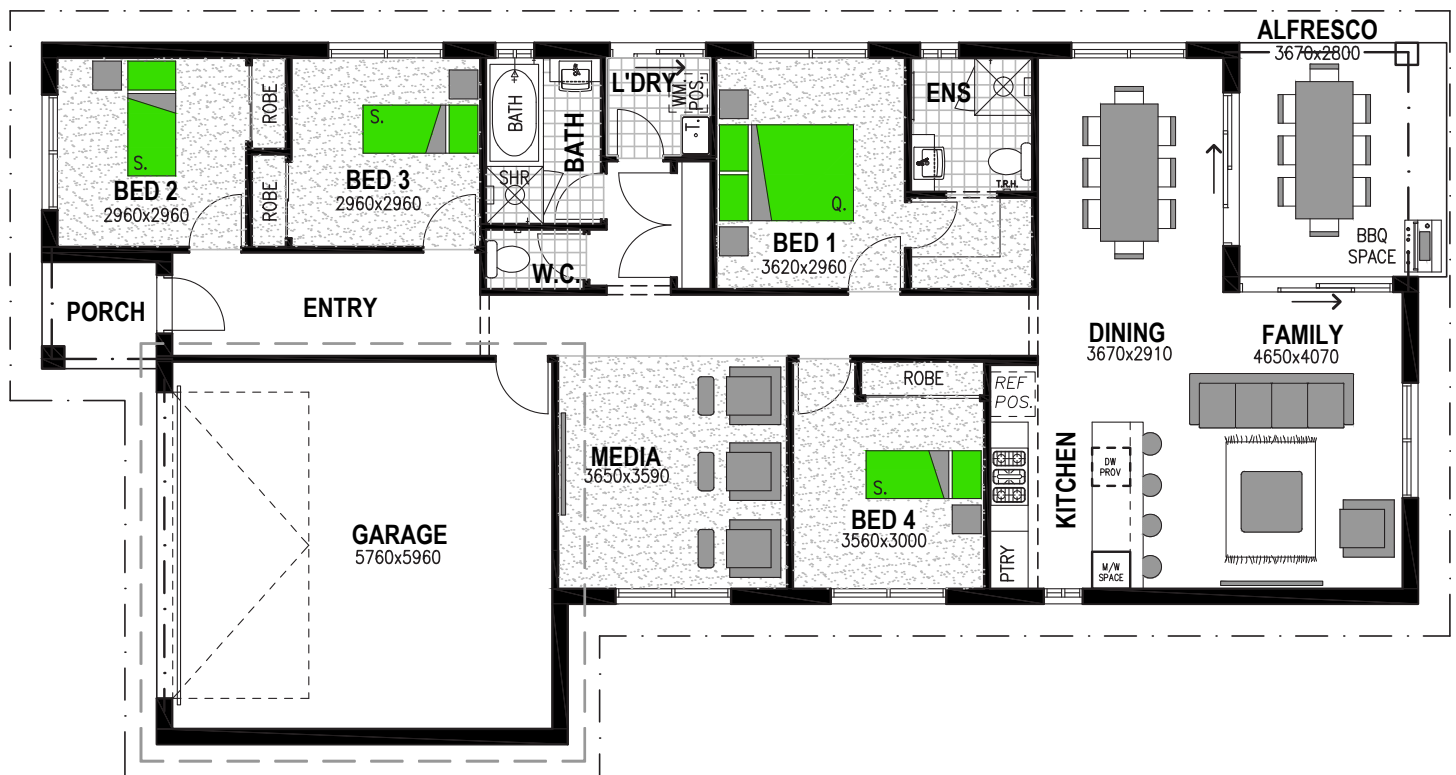 ALFRESCO
3670x2800
BBQ
SPACE
BED 2
2960x2960
S.
ROBE
ROBE
BED 3
2960x2960
S.
BATH
BATH
SHR
W.C.
L'DRY
WM.
POS.
T.
BED 1
3620x2960
Q.
ENS
T.R.H.
PORCH
ENTRY
DINING
3670x2910
FAMILY
4650x4070
GARAGE
5760x5960
MEDIA
3650x3590
ROBE
BED 4
3560x3000
S.
REF
POS.
PTRY
KITCHEN
DW
PROV
M/W
SPACE